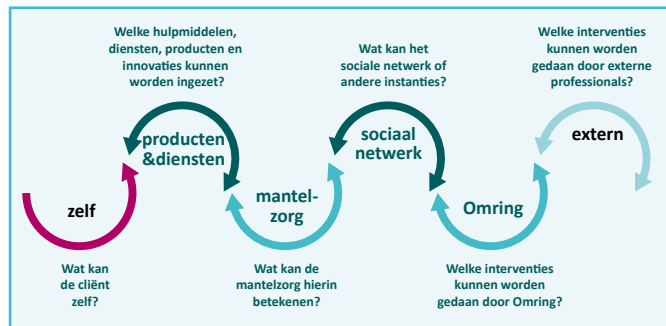 Welke hulpmiddelen,
diensten, producten en
innovaties kunnen
worden ingezet?
Wat kan het
sociale netwerk of
andere instanties?
Welke interventies
kunnen worden
gedaan door externe
professionals?
zelf
producten
&diensten
mantel-
zorg
sociaal
netwerk
Omring
extern
Wat kan
de cliënt
zelf?
Wat kan de
mantelzorg hierin
betekenen?
Welke interventies
kunnen worden
gedaan door Omring?